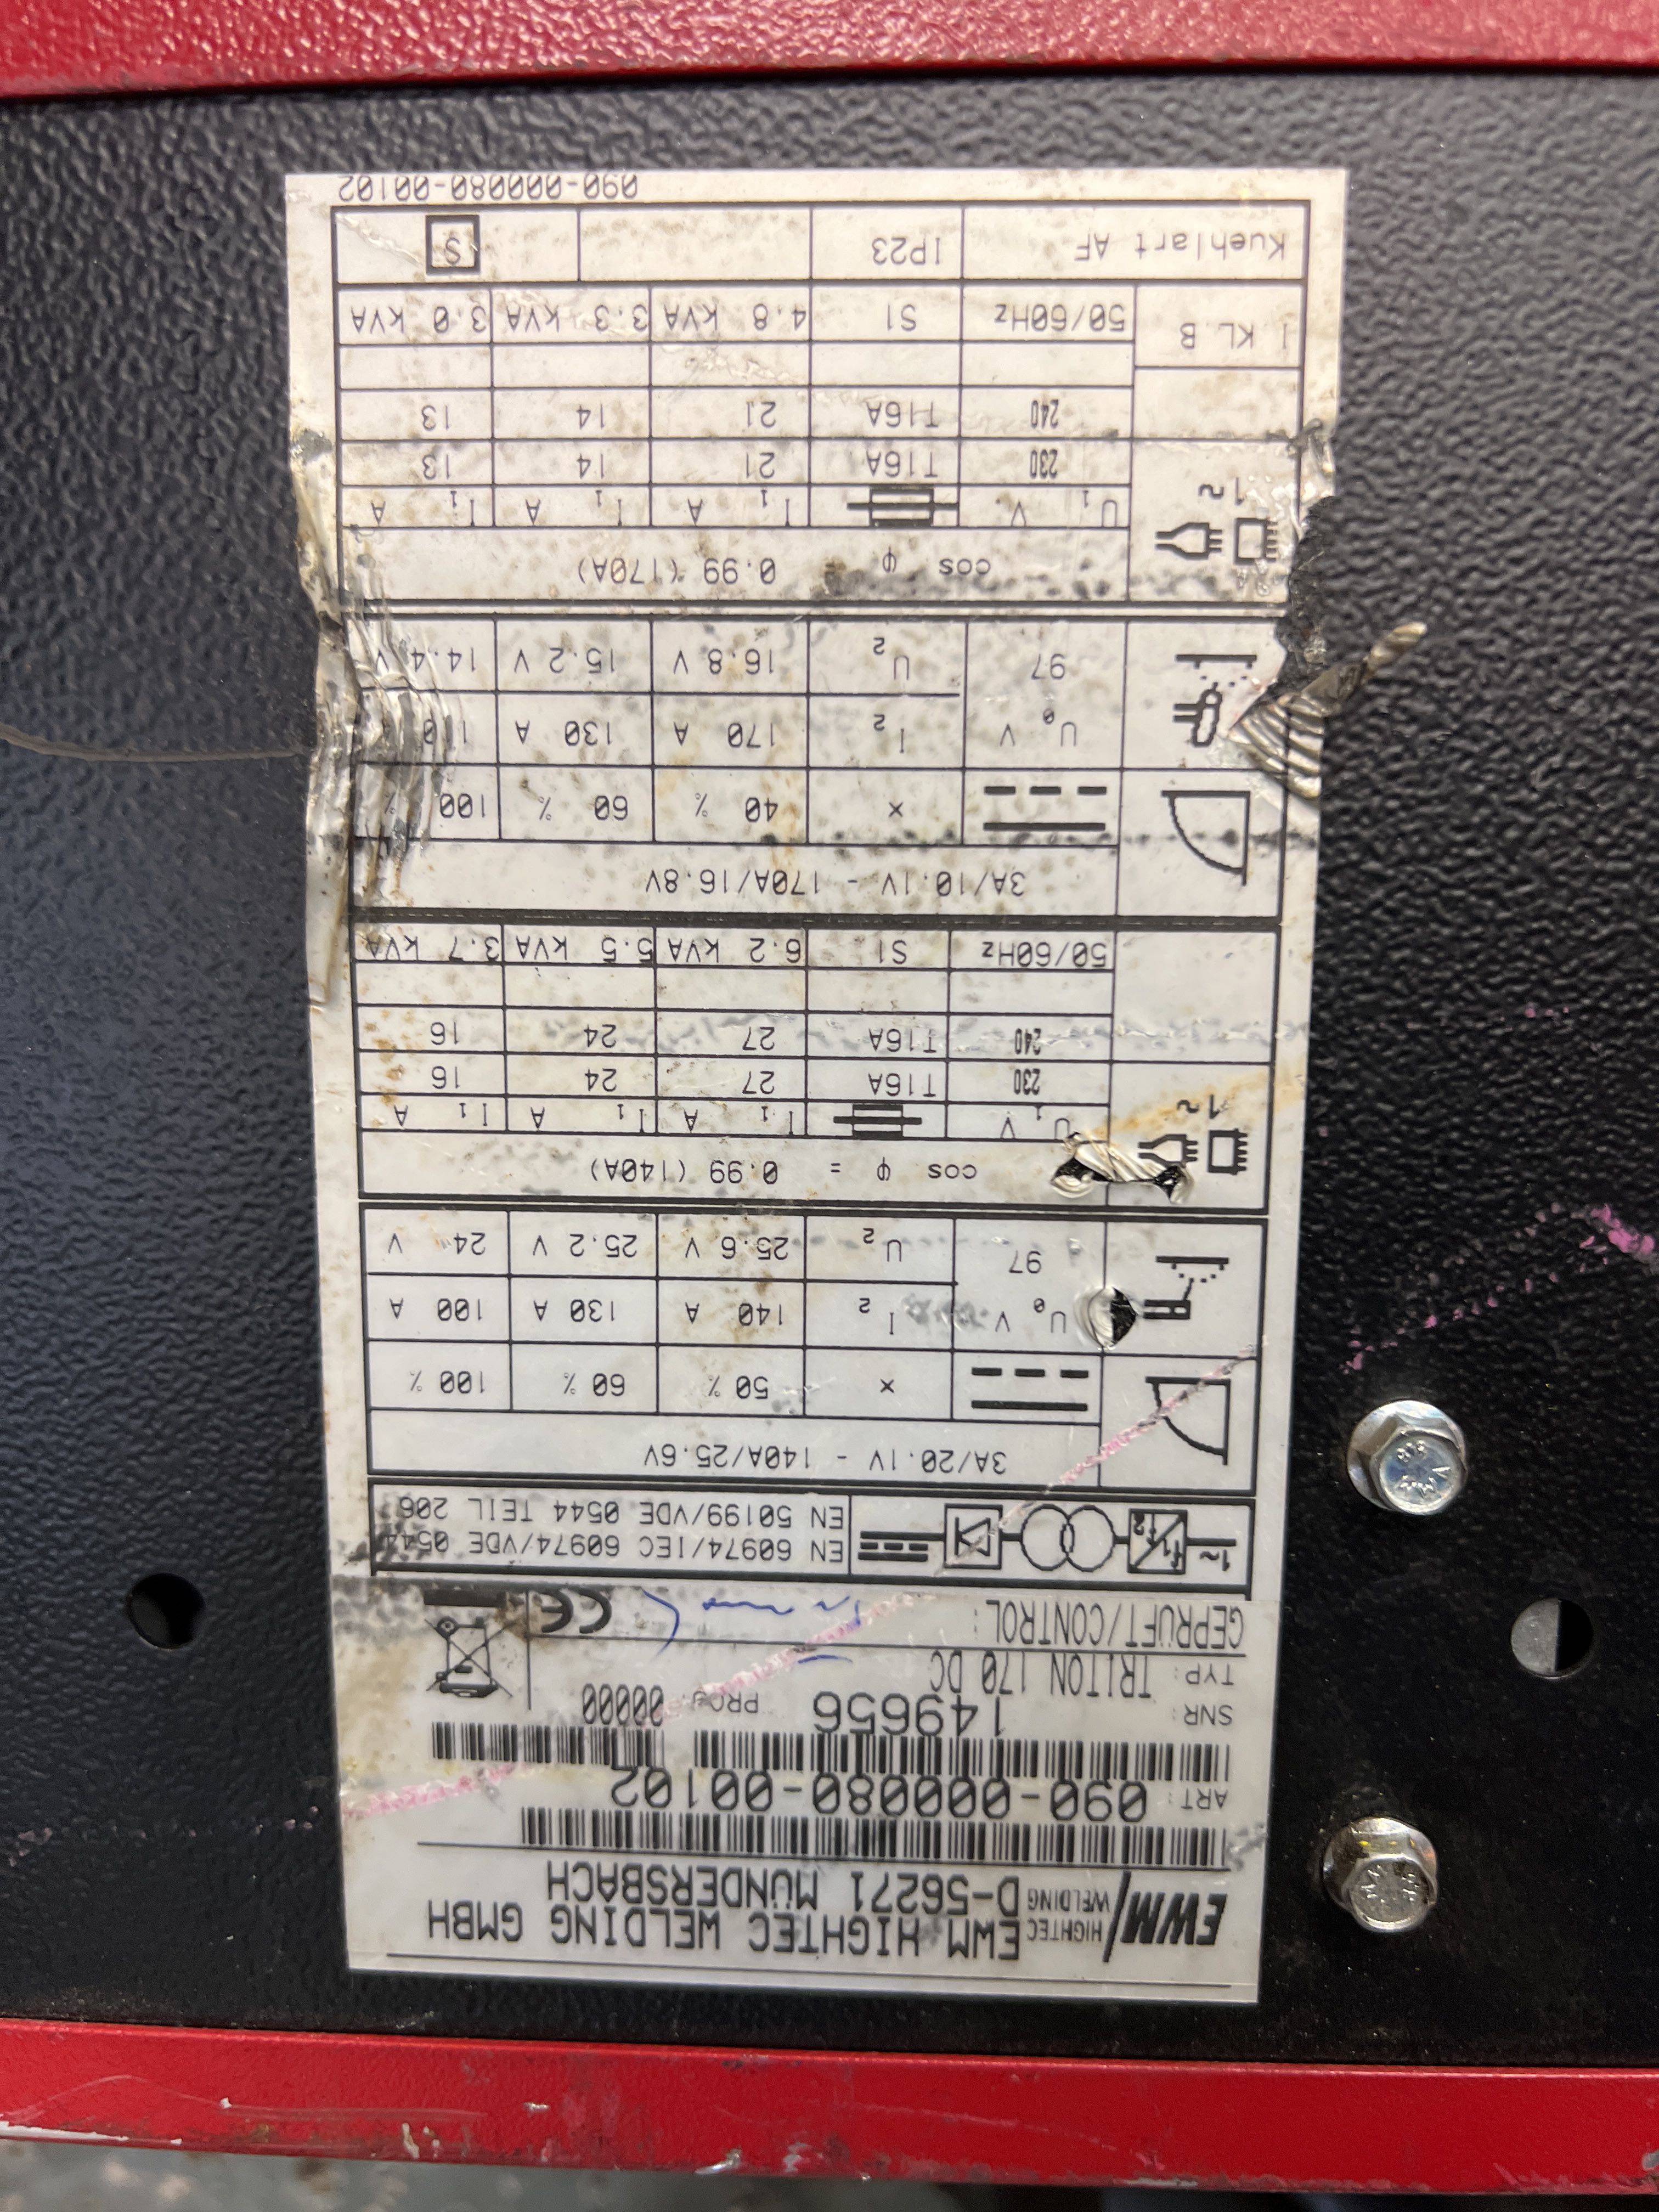 EWM HIGHTEC WELDING EWM HIGHTEC WELDING GMBH
D-56271 MÜNDERSBACH
ART: 090-000080-00102
SNR: 149656 PROJ 00000
TYP: TRITON 170 DC
GEPRÜFT/CONTROL: CE
1~ f1 f2 EN 60974/IEC 60974/VDE 0544
EN 50199/VDE 0544 TEIL 206
3A/20.1V - 140A/25.6V
X 50 % 60 % 100 %
U0 V I2 140 A 130 A 100 A
97 U2 25.6 V 25.2 V 24 V
cos φ = 0.99 (140A)
1~ U1 V I1 A I1 A I1 A
230 T16A 27 24 16
240 T16A 27 24 16
50/60Hz S1 6.2 kVA 5.5 kVA 3.7 kVA
3A/10.1V - 170A/16.8V
X 40 % 60 % 100 %
U0 V I2 170 A 130 A
97 U2 16.8 V 15.2 V 14.4 V
cos φ = 0.99 (170A)
1~ U1 V I1 A I1 A I1 A
230 T16A 21 14 13
240 T16A 21 14 13
I.KL.B 50/60Hz S1 4.8 kVA 3.3 kVA 3.0 kVA
Kuehlart AF IP23 S
090-000080-00102